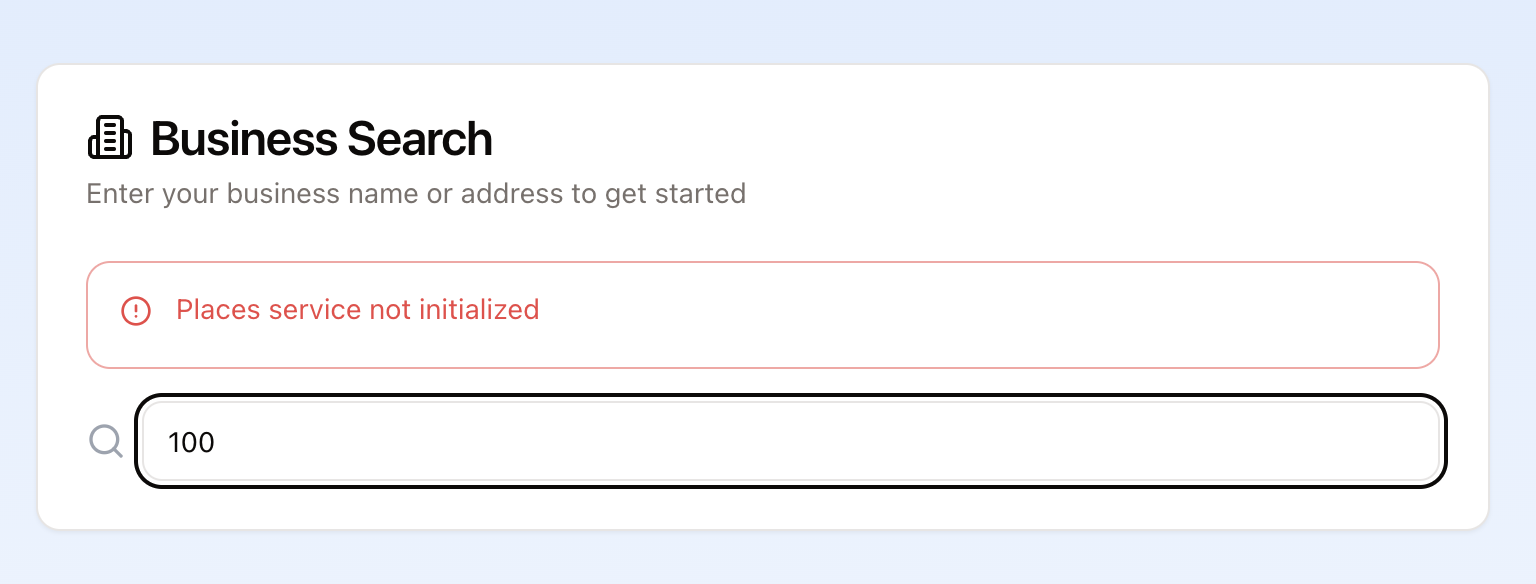 Business Search
Enter your business name or address to get started
Places service not initialized
100